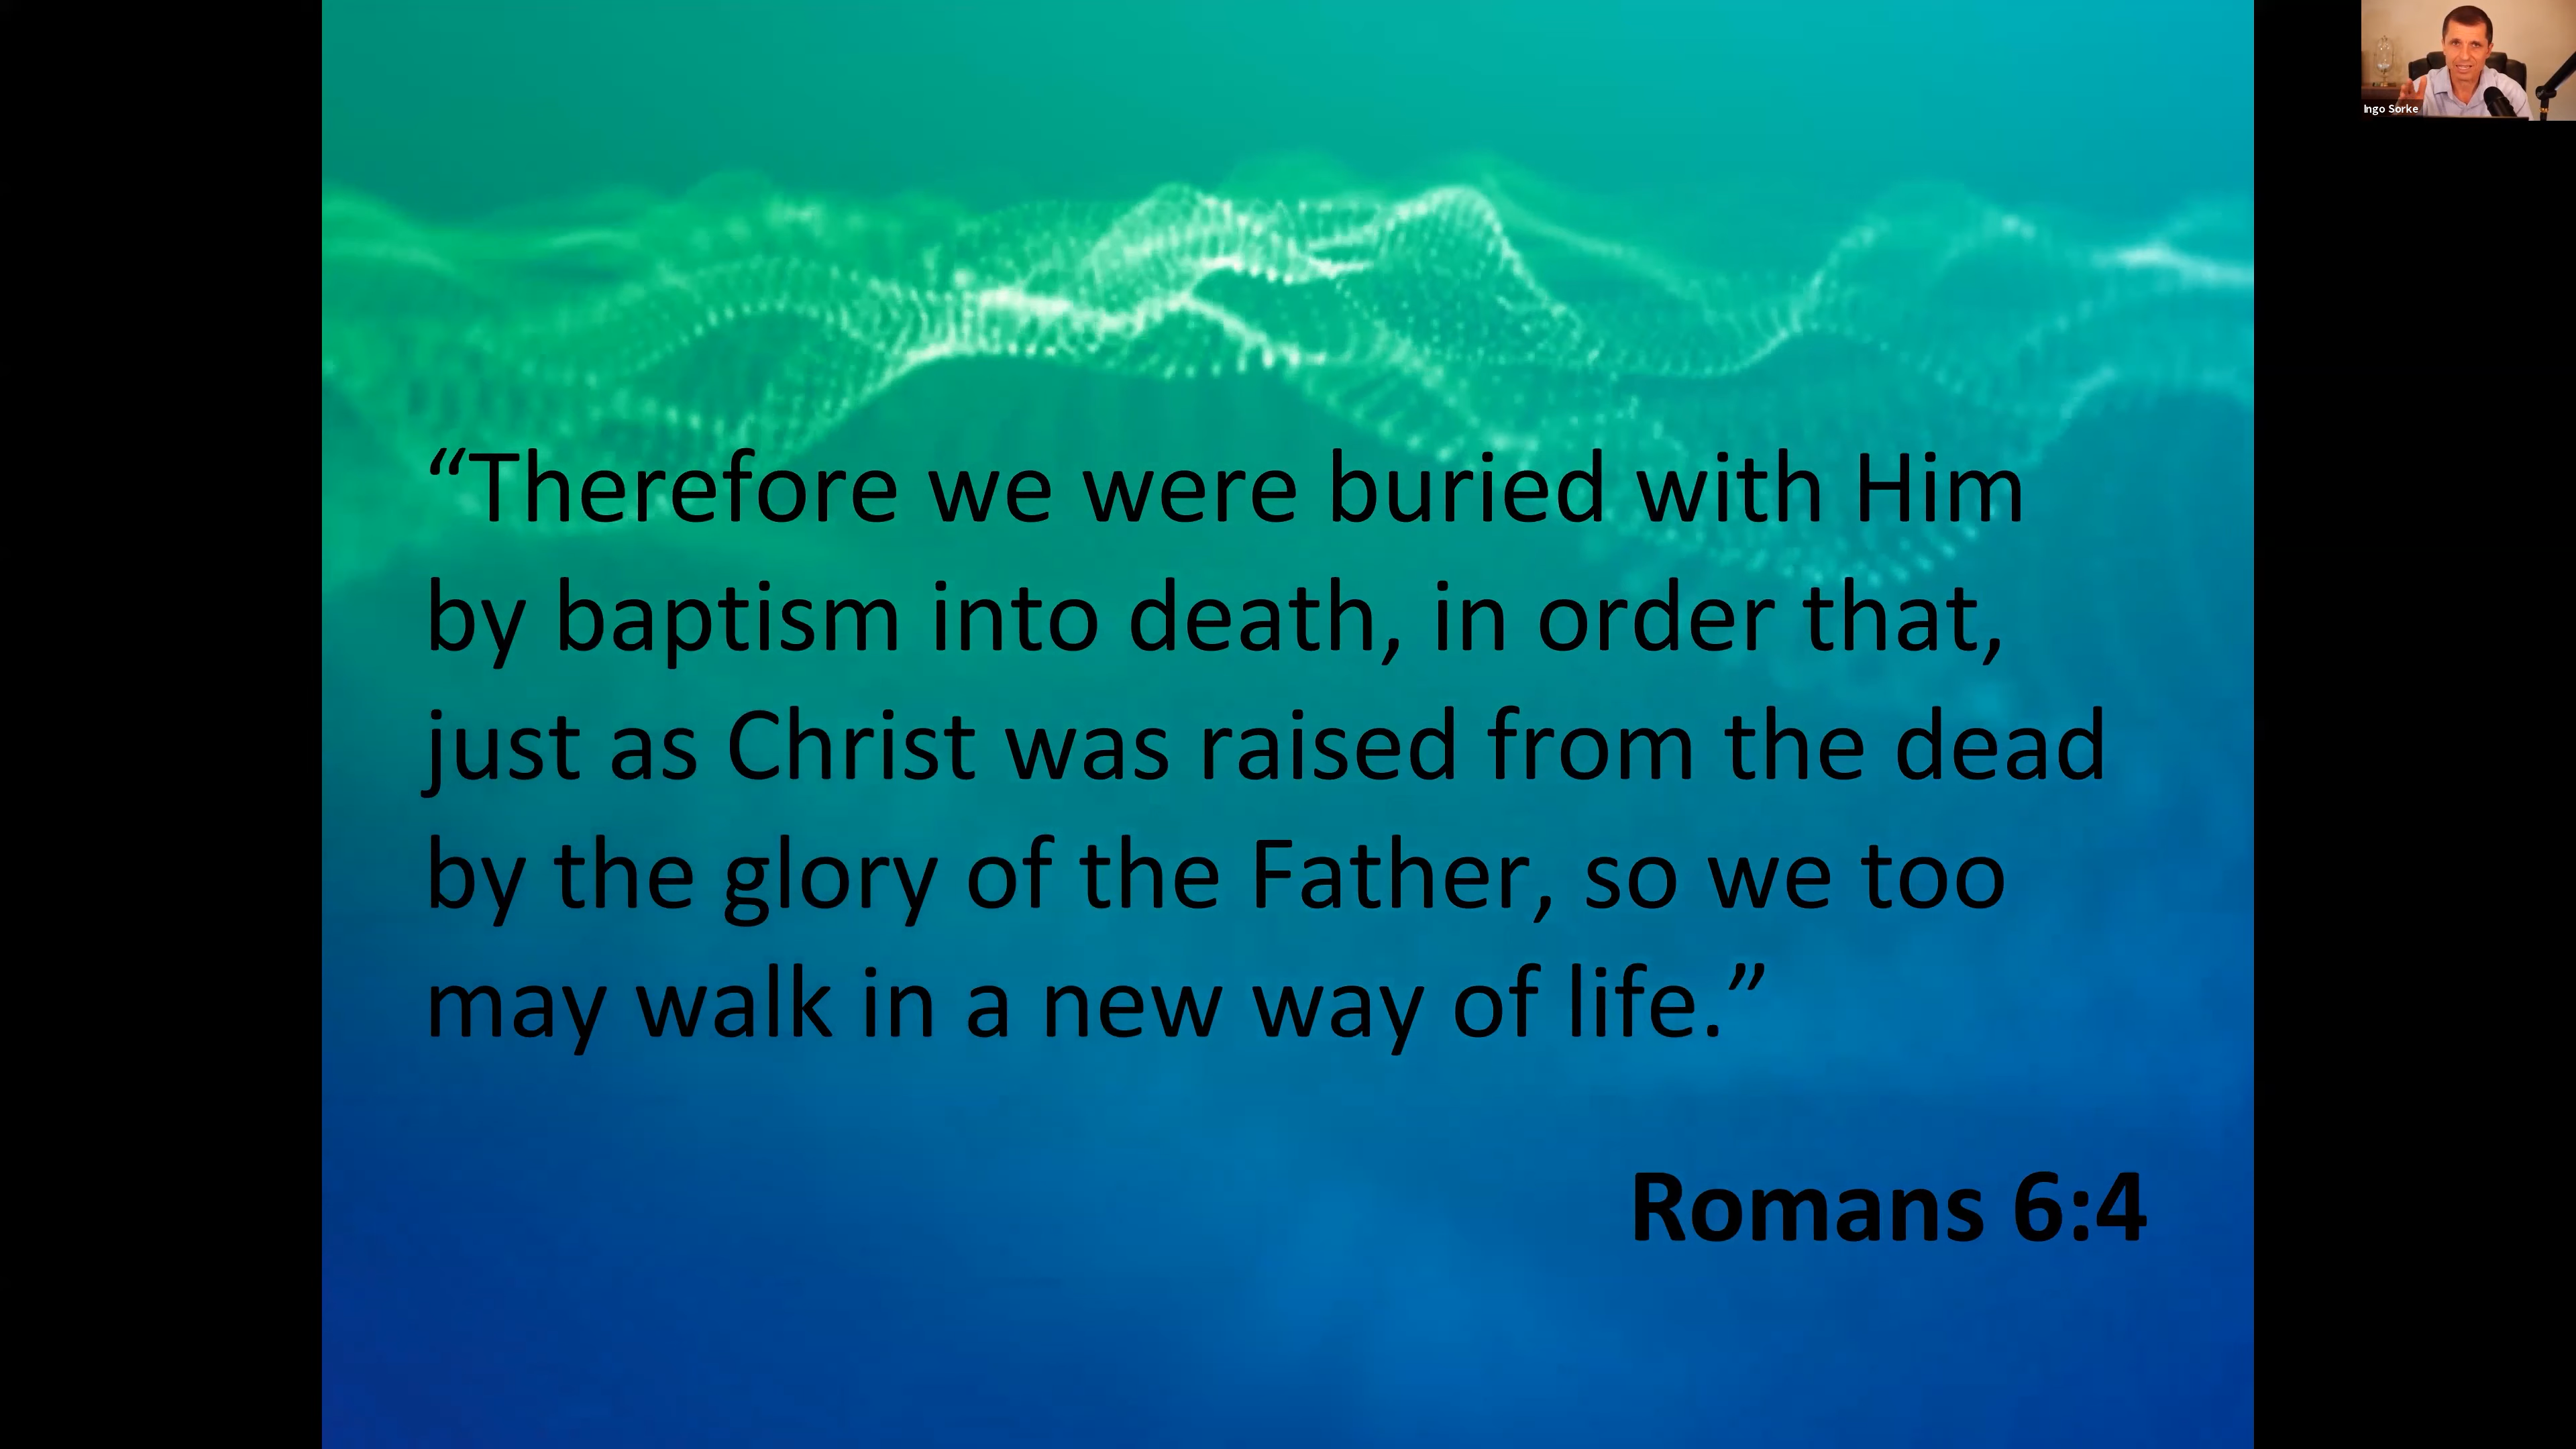 “Therefore we were buried with Him
by baptism into death, in order that,
just as Christ was raised from the dead
by the glory of the Father, so we too
may walk in a new way of life.”
Romans 6:4
Ingo Sorke